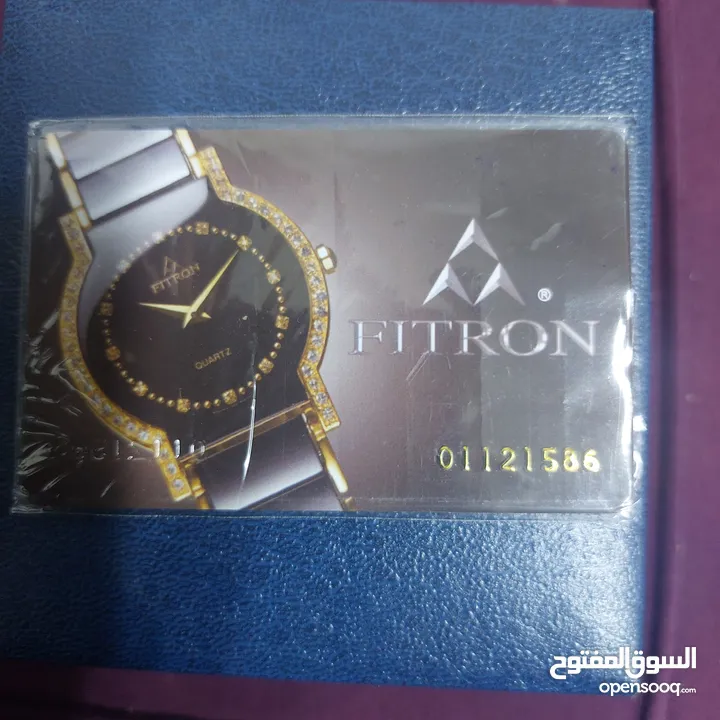 FITRON
QUARTZ
®
FITRON
01121586
السوق المفتوح
opensooq.com